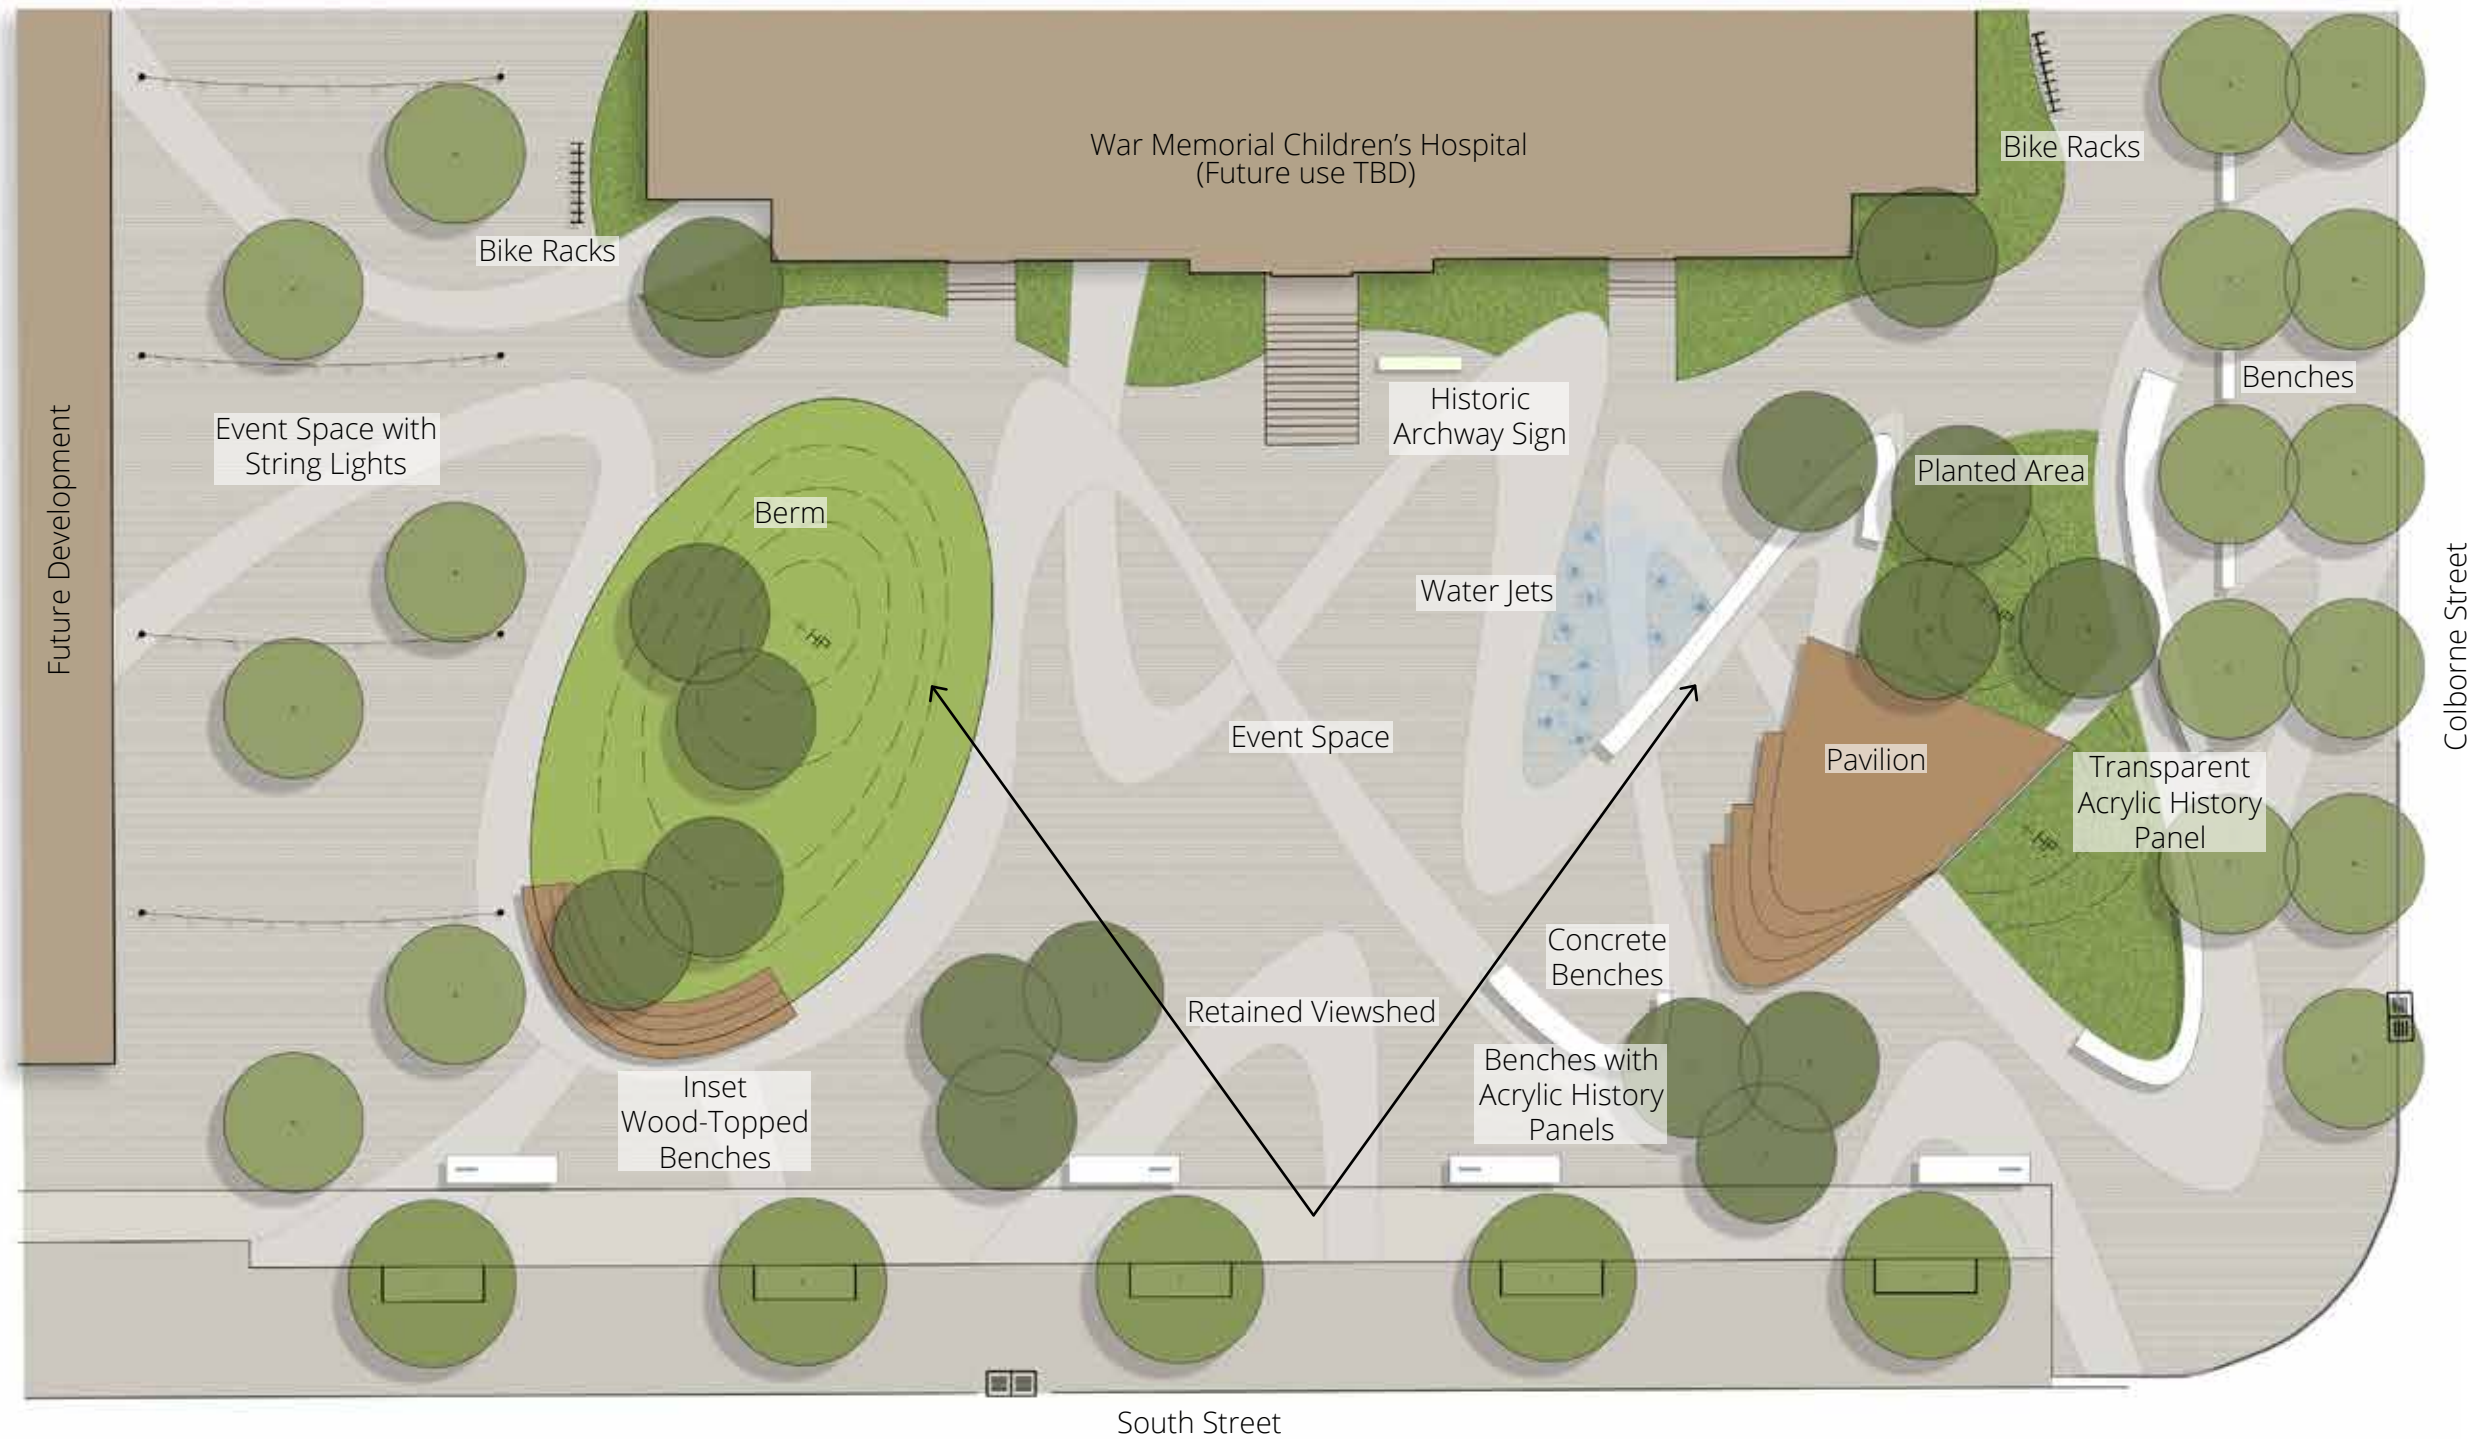 War Memorial Children's Hospital
(Future use TBD)
Bike Racks
Bike Racks
Future Development
Event Space with
String Lights
Historic
Archway Sign
Benches
Planted Area
Berm
HP
Water Jets
Colborne Street
Event Space
Pavilion
Transparent
Acrylic History
Panel
HP
Concrete
Benches
Retained Viewshed
Benches with
Acrylic History
Panels
Inset
Wood-Topped
Benches
South Street